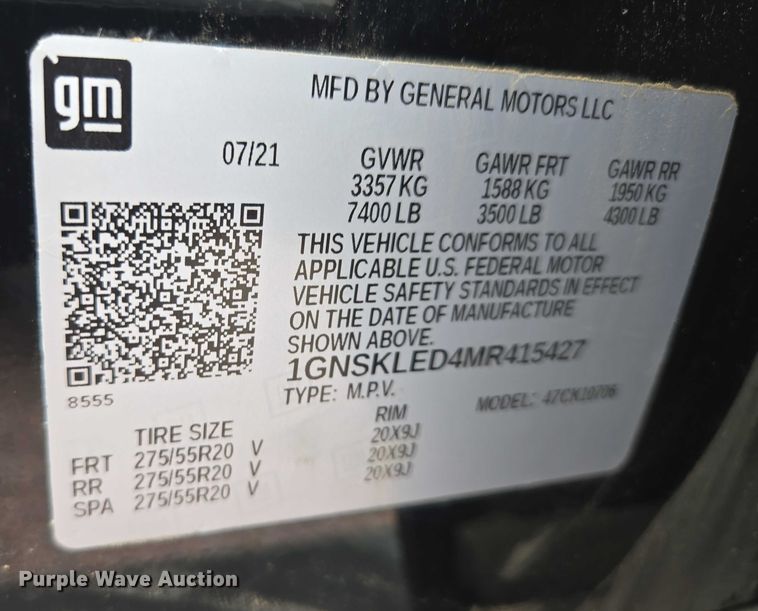 gm
MFD BY GENERAL MOTORS LLC
07/21 GVWR GAWR FRT GAWR RR
3357 KG 1588 KG 1950 KG
7400 LB 3500 LB 4300 LB
THIS VEHICLE CONFORMS TO ALL
APPLICABLE U.S. FEDERAL MOTOR
VEHICLE SAFETY STANDARDS IN EFFECT
ON THE DATE OF MANUFACTURE
SHOWN ABOVE.
1GNSKLED4MR415427
8555
TYPE: M.P.V. MODEL: 47CK10706
TIRE SIZE RIM
FRT 275/55R20 V 20X9J
RR 275/55R20 V 20X9J
SPA 275/55R20 V 20X9J
Purple Wave Auction